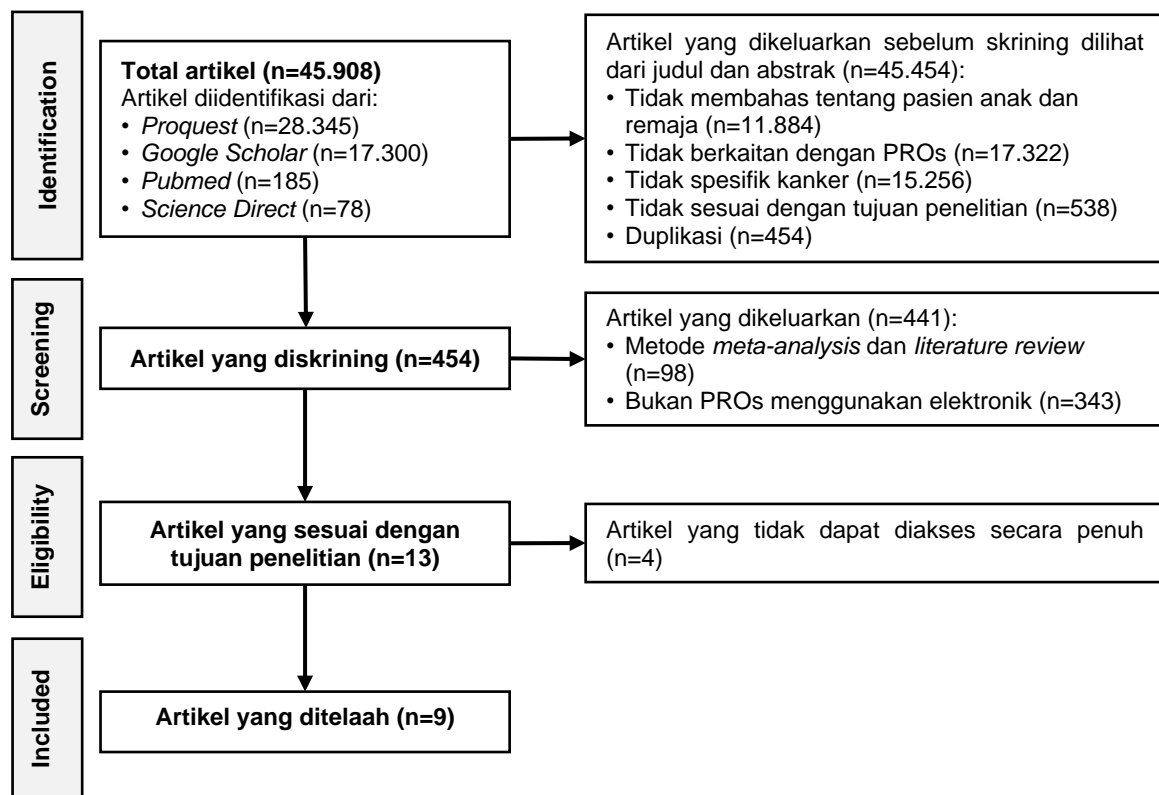 Identification
Total artikel (n=45.908)
Artikel diidentifikasi dari:
• Proquest (n=28.345)
• Google Scholar (n=17.300)
• Pubmed (n=185)
• Science Direct (n=78)
Artikel yang dikeluarkan sebelum skrining dilihat
dari judul dan abstrak (n=45.454):
• Tidak membahas tentang pasien anak dan
remaja (n=11.884)
• Tidak berkaitan dengan PROs (n=17.322)
• Tidak spesifik kanker (n=15.256)
• Tidak sesuai dengan tujuan penelitian (n=538)
• Duplikasi (n=454)
Screening
Artikel yang diskrining (n=454)
Artikel yang dikeluarkan (n=441):
• Metode meta-analysis dan literature review
(n=98)
• Bukan PROs menggunakan elektronik (n=343)
Eligibility
Artikel yang sesuai dengan
tujuan penelitian (n=13)
Artikel yang tidak dapat diakses secara penuh
(n=4)
Included
Artikel yang ditelaah (n=9)